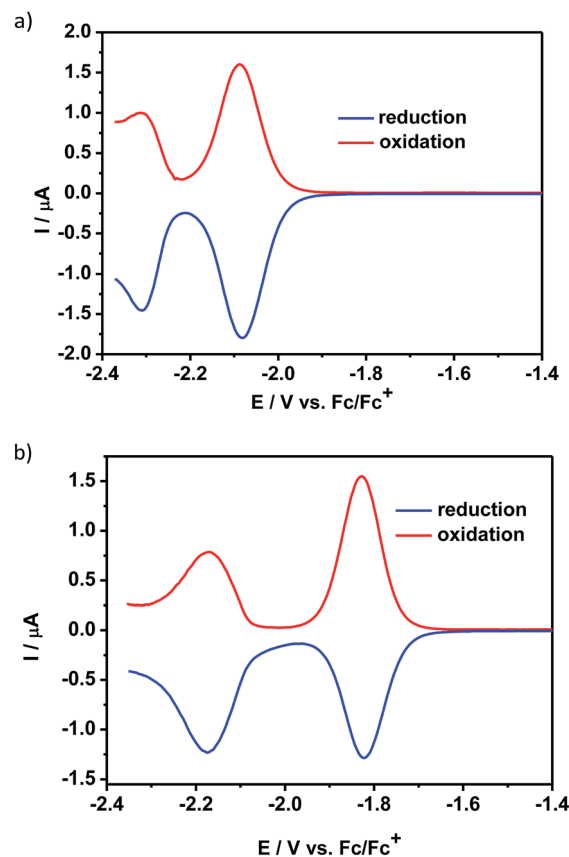 a)
2.0
1.5
1.0
0.5
0.0
-0.5
-1.0
-1.5
-2.0
I / μA
reduction
oxidation
-2.4 -2.2 -2.0 -1.8 -1.6 -1.4
E / V vs. Fc/Fc+
b)
1.5
1.0
0.5
0.0
-0.5
-1.0
-1.5
I / μA
reduction
oxidation
-2.4 -2.2 -2.0 -1.8 -1.6 -1.4
E / V vs. Fc/Fc+